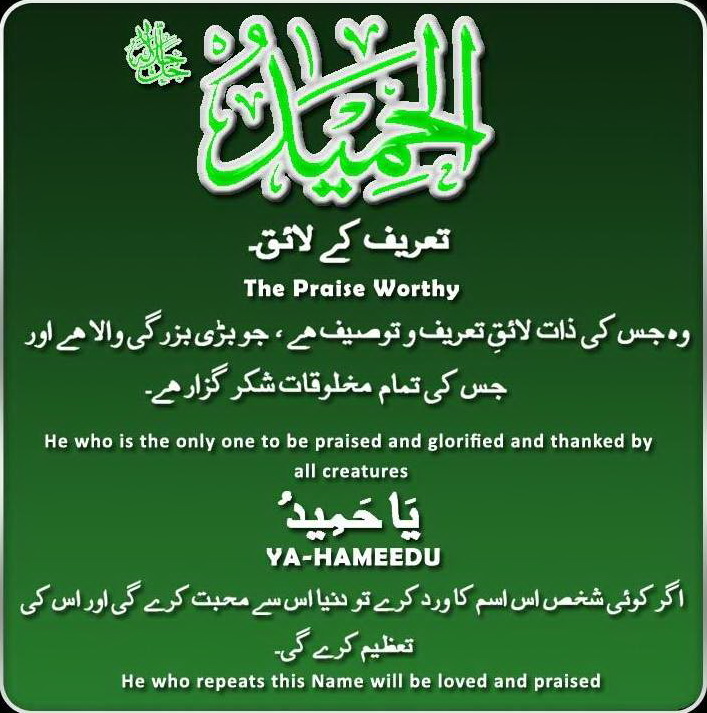 الحَمِيدُ
جل جلاله
تعریف کے لائق۔
The Praise Worthy
وہ جس کی ذات لائقِ تعریف و توصیف ھے ، جو بڑی بزرگی والا ھے اور
جس کی تمام مخلوقات شکر گزار ھے۔
He who is the only one to be praised and glorified and thanked by
all creatures
يَا حَمِيدُ
YA-HAMEEDU
اگر کوئی شخص اس اسم کا ورد کرے تو دنیا اس سے محبت کرے گی اور اس کی
تعظیم کرے گی۔
He who repeats this Name will be loved and praised